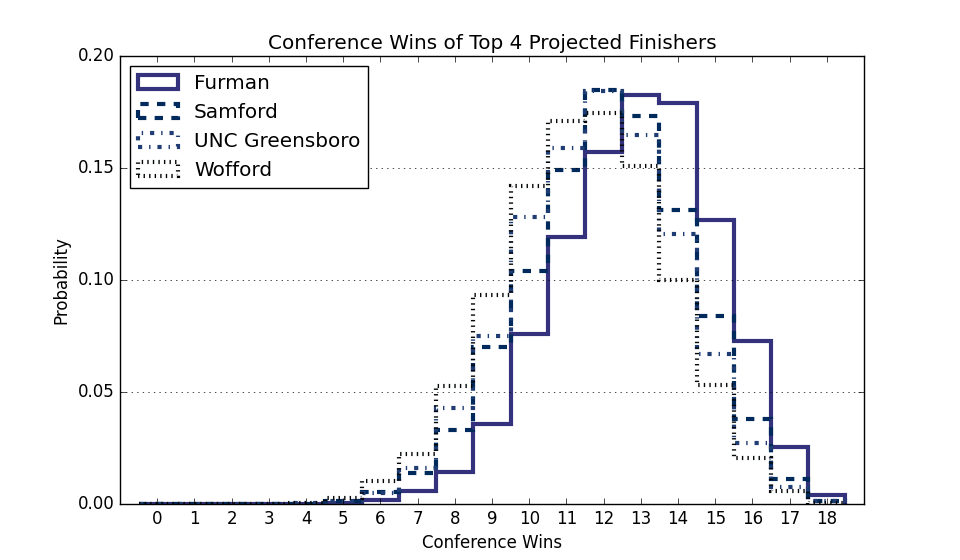 Conference Wins of Top 4 Projected Finishers
0.20
0.15
0.10
0.05
0.00
Probability
Furman
Samford
UNC Greensboro
Wofford
0 1 2 3 4 5 6 7 8 9 10 11 12 13 14 15 16 17 18
Conference Wins